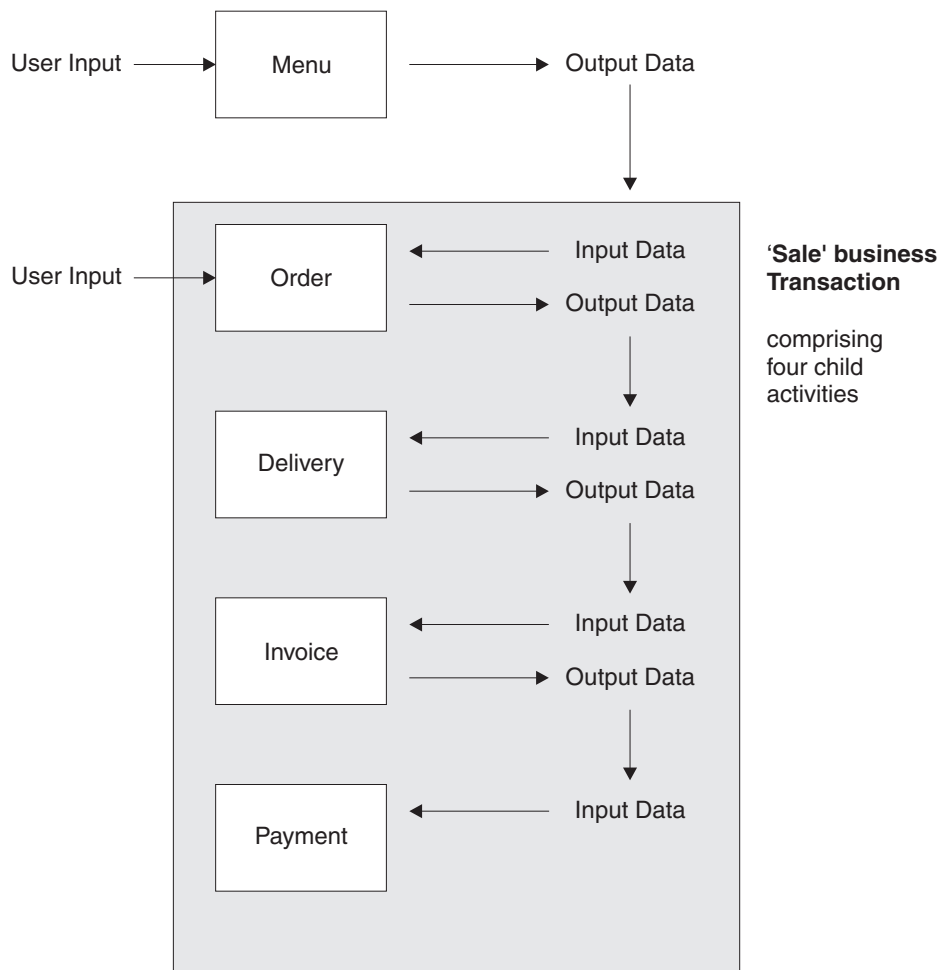 User Input
Menu
Output Data
Input Data
'Sale' business
Transaction
User Input
Order
Output Data
comprising
four child
activities
Input Data
Delivery
Output Data
Input Data
Invoice
Output Data
Input Data
Payment